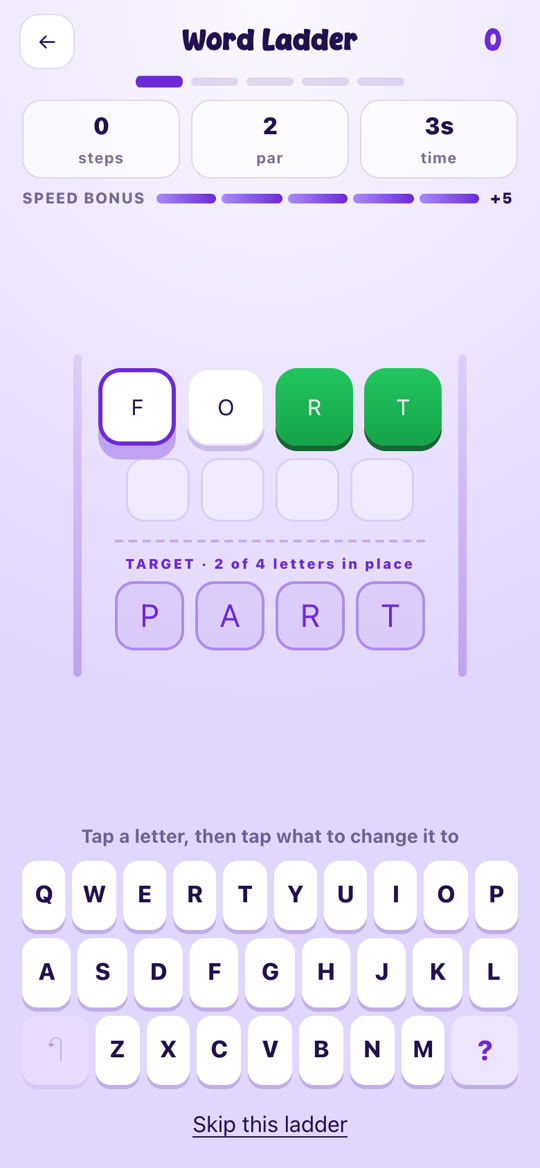 ← Word Ladder 0
0 2 3s
steps par time
SPEED BONUS +5
F O R T
TARGET · 2 of 4 letters in place
P A R T
Tap a letter, then tap what to change it to
Q W E R T Y U I O P
A S D F G H J K L
Z X C V B N M ?
Skip this ladder